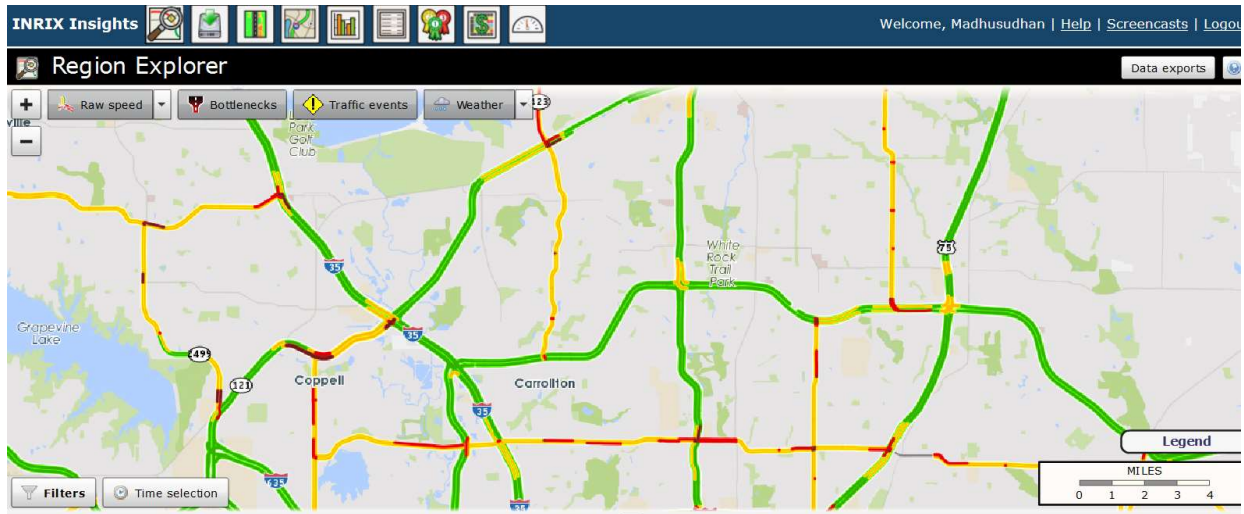 INRIX Insights
Welcome, Madhusudhan | Help | Screencasts | Logou
Region Explorer
Data exports
+
Raw speed
Bottlenecks
Traffic events
Weather
123
ville
−
Park
Golf
Club
White
Rock
Trail
Park
75
35
Grapevine
Lake
35
121
Coppell
Carrollton
35
Legend
MILES
0 1 2 3 4
Filters
Time selection
635
35